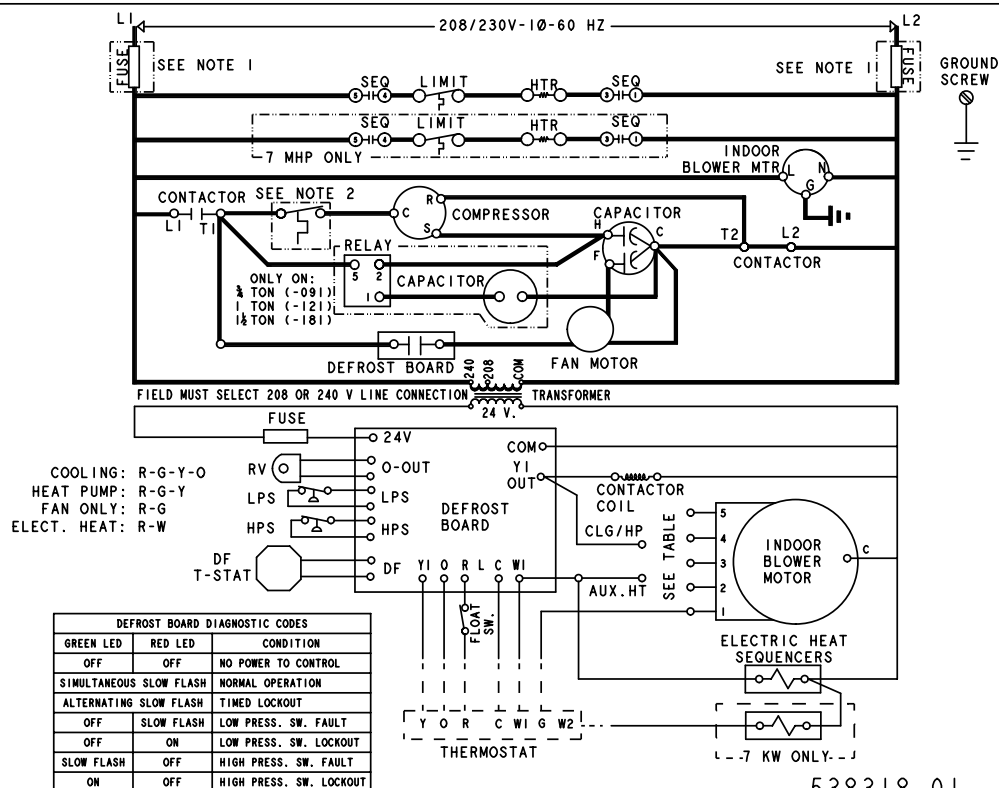 L1 208/230V-1Ø-60 HZ L2
FUSE SEE NOTE 1 SEE NOTE 1 FUSE GROUND
SCREW
SEQ LIMIT HTR SEQ
5 4 3 1
SEQ LIMIT HTR SEQ
5 4 3 1
7 MHP ONLY
INDOOR
BLOWER MTR L N
G
CONTACTOR SEE NOTE 2
L1 T1 C R S COMPRESSOR CAPACITOR
H C F T2 L2
CONTACTOR
RELAY
5 2
1 CAPACITOR
ONLY ON:
¾ TON (-091)
1 TON (-121)
1½ TON (-181)
DEFROST BOARD FAN MOTOR
240 208 COM
FIELD MUST SELECT 208 OR 240 V LINE CONNECTION TRANSFORMER
24 V.
FUSE 24V
COM
COOLING: R-G-Y-O
HEAT PUMP: R-G-Y
FAN ONLY: R-G
ELECT. HEAT: R-W
RV O-OUT
LPS LPS
HPS HPS
DF
T-STAT DF
DEFROST
BOARD
Y1
OUT
CONTACTOR
COIL
CLG/HP
AUX.HT
SEE TABLE
5
4
3
2
1
INDOOR
BLOWER
MOTOR
C
Y1 O R L C W1
FLOAT
SW.
ELECTRIC HEAT
SEQUENCERS
7 KW ONLY
Y O R C W1 G W2
THERMOSTAT
DEFROST BOARD DIAGNOSTIC CODES
GREEN LED RED LED CONDITION
OFF OFF NO POWER TO CONTROL
SIMULTANEOUS SLOW FLASH NORMAL OPERATION
ALTERNATING SLOW FLASH TIMED LOCKOUT
OFF SLOW FLASH LOW PRESS. SW. FAULT
OFF ON LOW PRESS. SW. LOCKOUT
SLOW FLASH OFF HIGH PRESS. SW. FAULT
ON OFF HIGH PRESS. SW. LOCKOUT